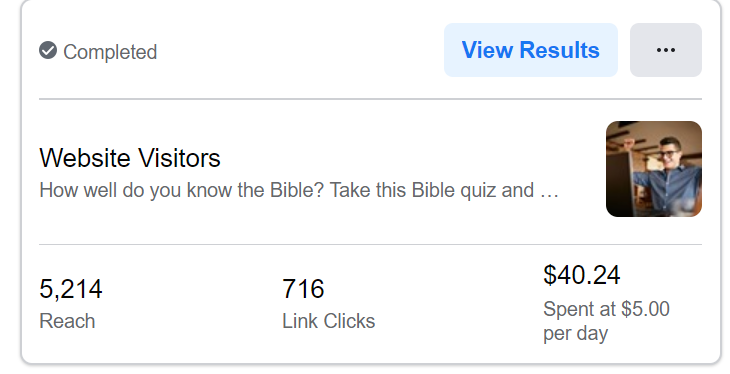 Completed
View Results
...
Website Visitors
How well do you know the Bible? Take this Bible quiz and …
5,214
Reach
716
Link Clicks
$40.24
Spent at $5.00
per day